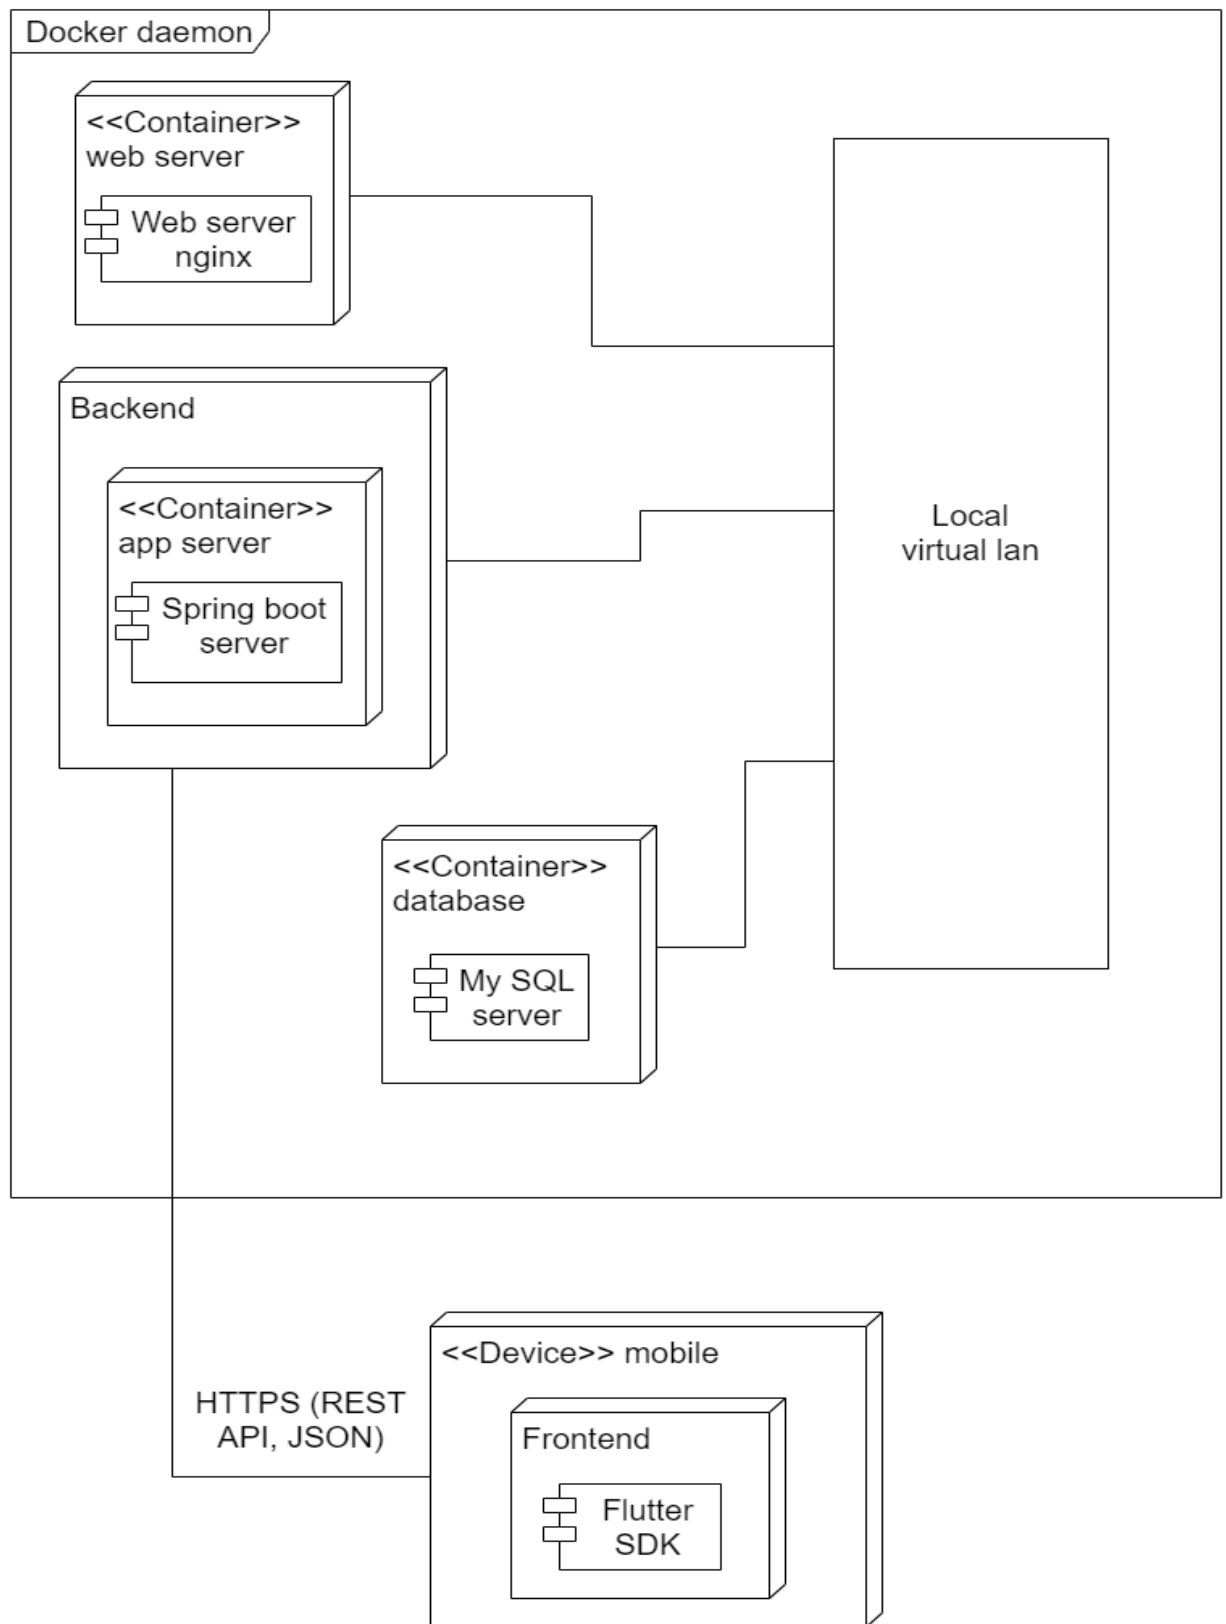 Docker daemon
<<Container>>
web server
Web server
nginx
Backend
<<Container>>
app server
Spring boot
server
Local
virtual lan
<<Container>>
database
My SQL
server
HTTPS (REST
API, JSON)
<<Device>> mobile
Frontend
Flutter
SDK